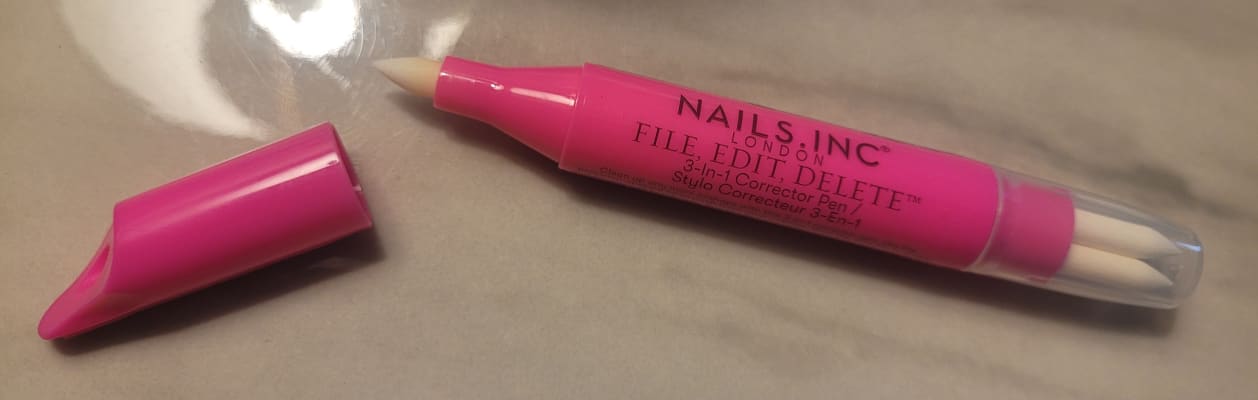 NAILS.INC®
LONDON
FILE, EDIT, DELETE™
3-In-1 Corrector Pen /
Stylo Correcteur 3-En-1